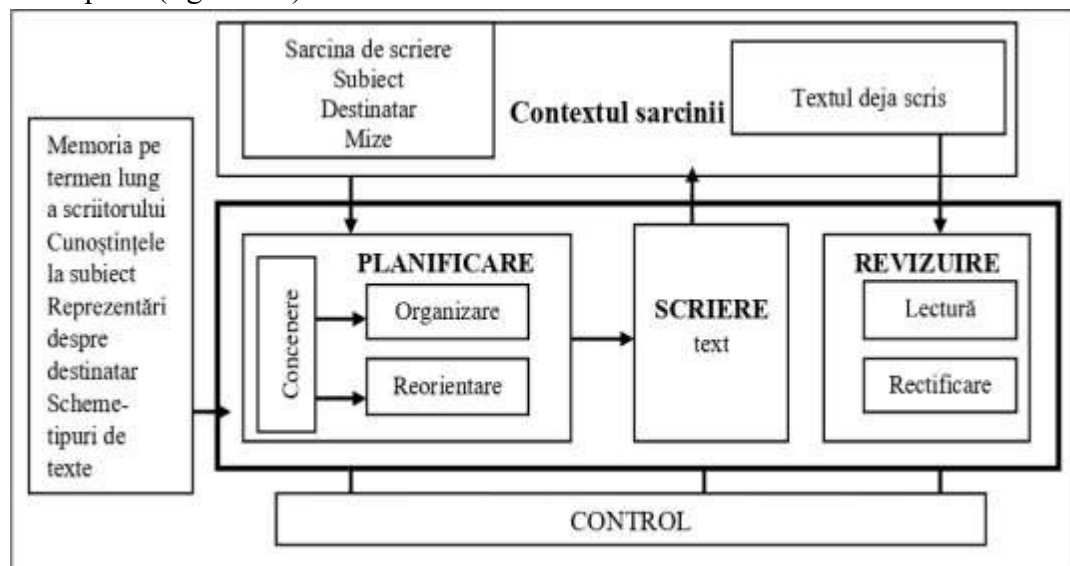 Sarcina de scriere
Subiect
Destinatar
Mize
Contextul sarcinii
Textul deja scris
Memoria pe
termen lung
a scriitorului
Cunoștințele
la subiect
Reprezentări
despre
destinatar
Scheme-
tipuri de
texte
PLANIFICARE
Concepere
Organizare
Reorientare
SCRIERE
text
REVIZUIRE
Lectură
Rectificare
CONTROL